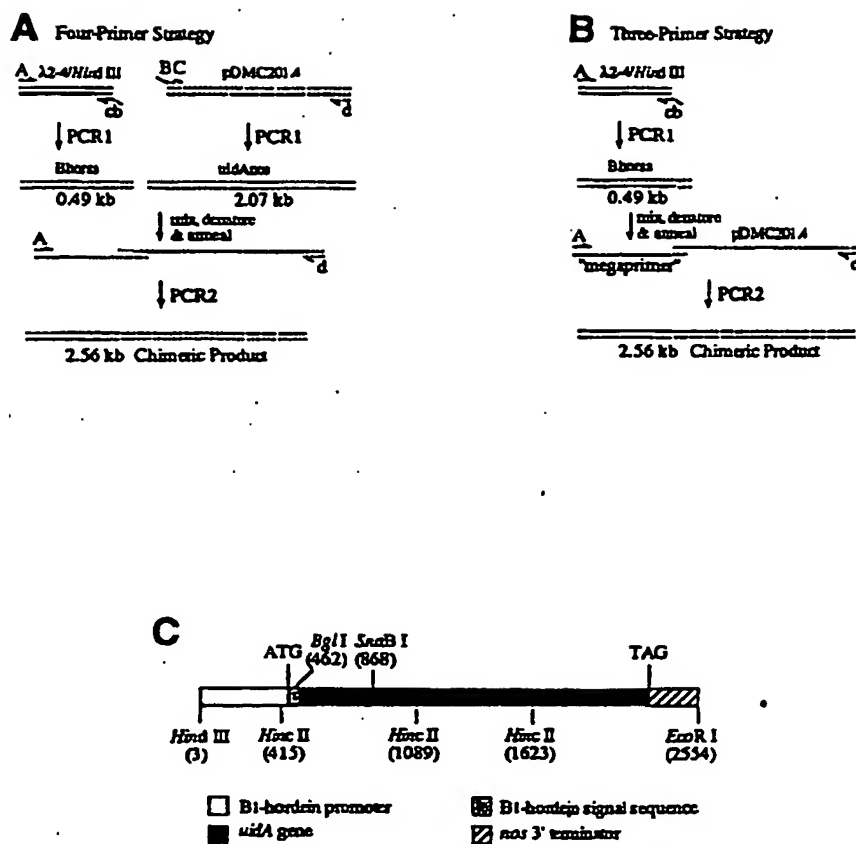 A Four-Primer Strategy
A λ2-4/Hind III
cb
BC pDMC201A
d
PCR1
PCR1
Bhorss
uidAnos
0.49 kb
2.07 kb
mix, denature
& anneal
A
d
PCR2
2.56 kb Chimeric Product
B Three-Primer Strategy
A λ2-4/Hind III
cb
PCR1
Bhorss
0.49 kb
mix, denature
& anneal
A
pDMC201A
"megaprimer"
d
PCR2
2.56 kb Chimeric Product
C
ATG
Bgl I
(462)
SnaB I
(868)
TAG
Hind III
(3)
Hinc II
(415)
Hinc II
(1089)
Hinc II
(1623)
EcoR I
(2554)
B1-hordein promoter
B1-hordein signal sequence
uidA gene
nos 3' terminator